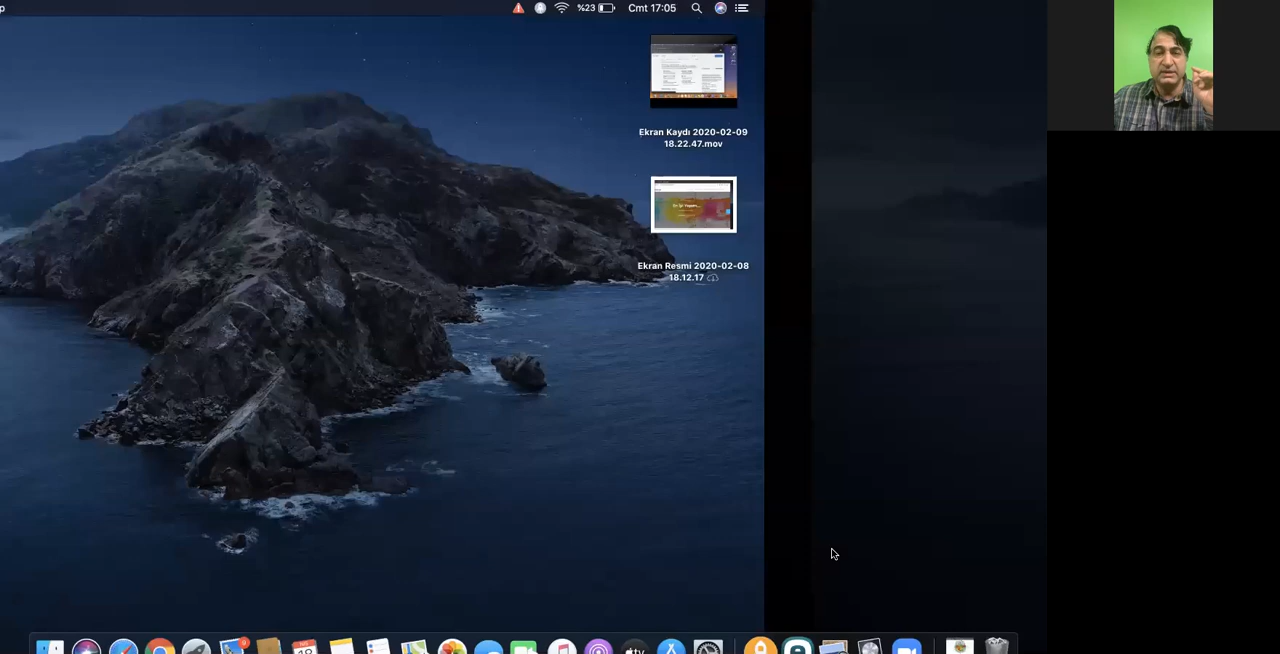 p
%23
Cmt 17:05
Ekran Kaydı 2020-02-09
18.22.47.mov
Ekran Resmi 2020-02-08
18.12.17
tv